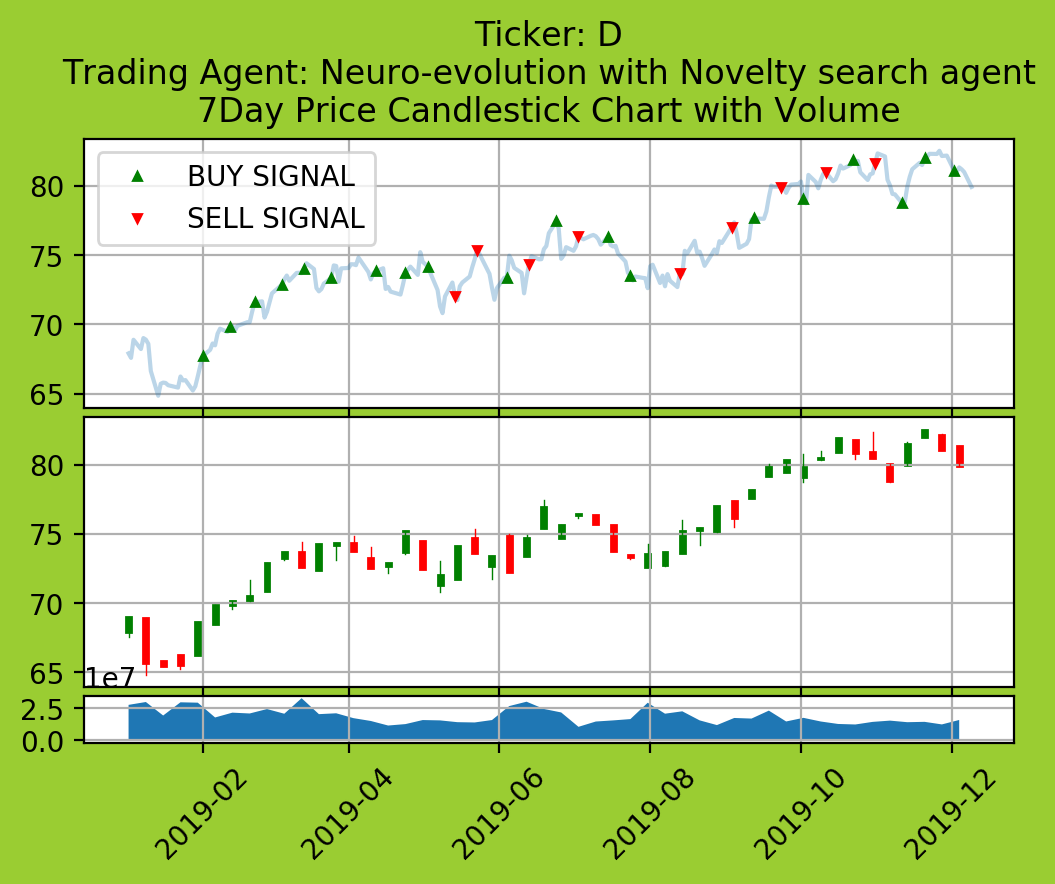 Ticker: D
Trading Agent: Neuro-evolution with Novelty search agent
7Day Price Candlestick Chart with Volume
BUY SIGNAL
SELL SIGNAL
80
75
70
65
80
75
70
65
1e7
2.5
0.0
2019-02
2019-04
2019-06
2019-08
2019-10
2019-12